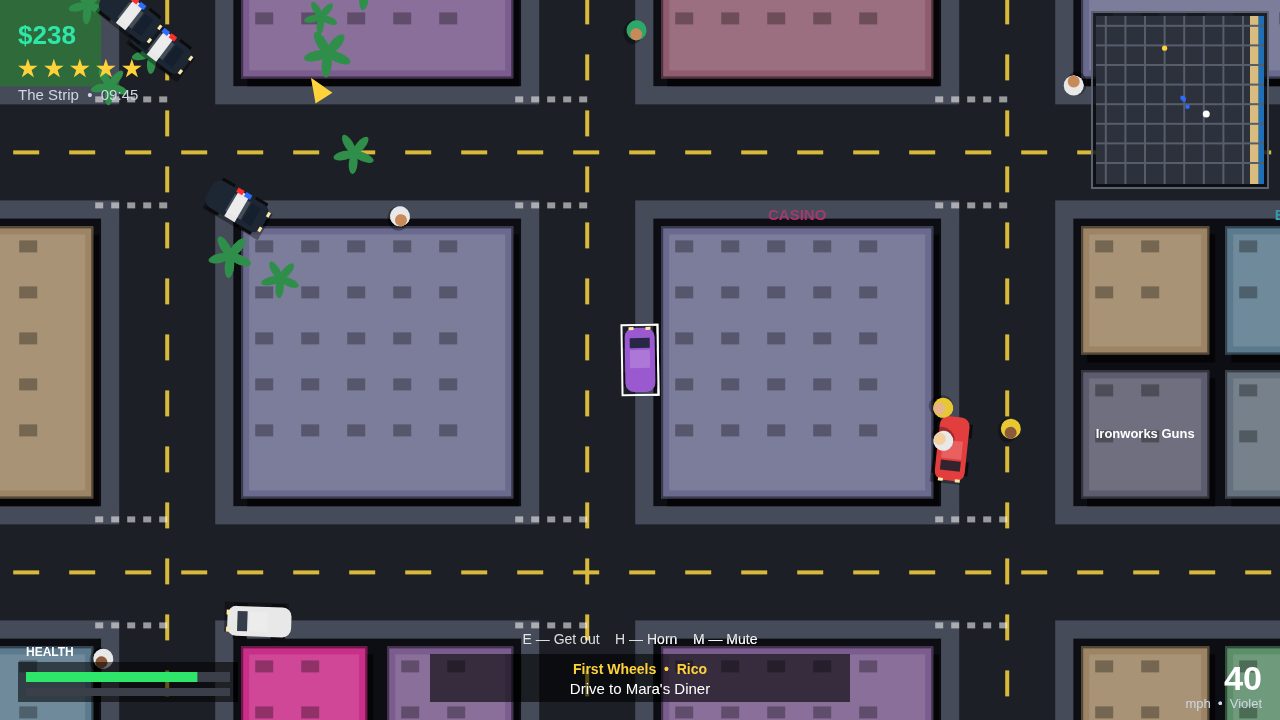 $238
The Strip • 09:45
CASINO
Ironworks Guns
E — Get out H — Horn M — Mute
HEALTH
First Wheels • Rico
Drive to Mara's Diner
40
mph • Violet